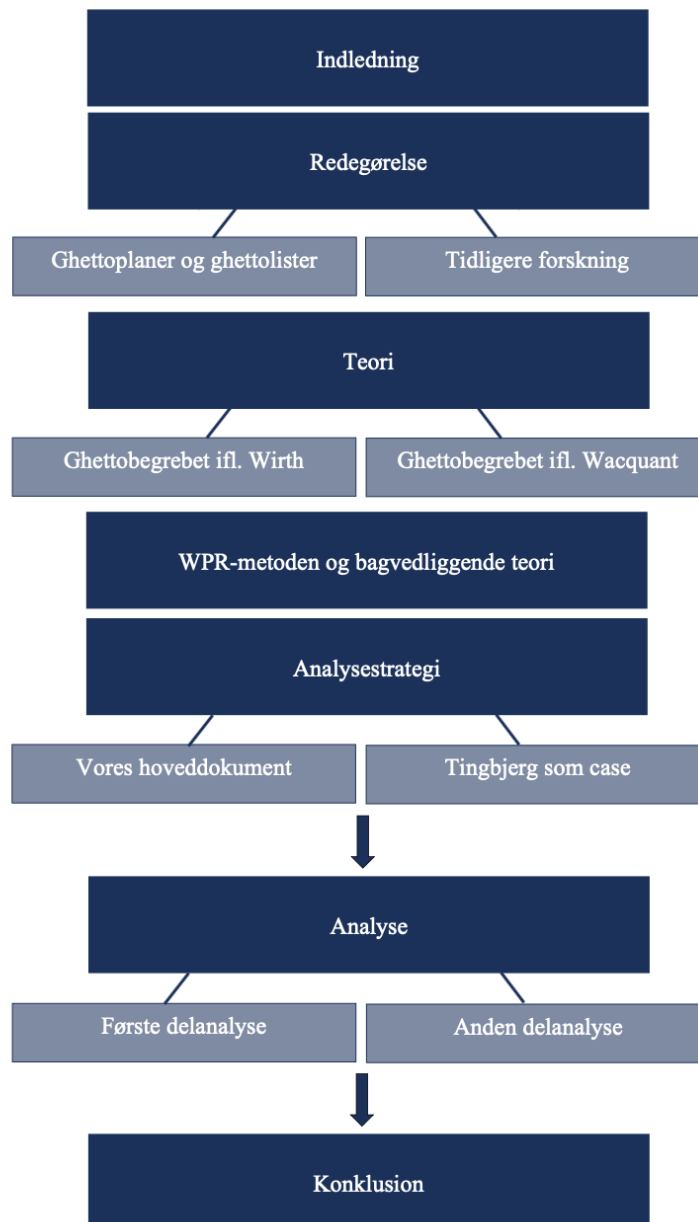 Indledning
Redegørelse
Ghettoplaner og ghettolister
Tidligere forskning
Teori
Ghettobegrebet ifl. Wirth
Ghettobegrebet ifl. Wacquant
WPR-metoden og bagvedliggende teori
Analysestrategi
Vores hoveddokument
Tingbjerg som case
Analyse
Første delanalyse
Anden delanalyse
Konklusion